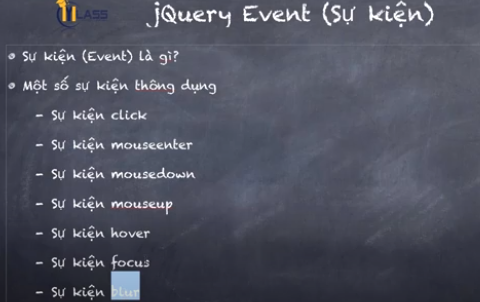 LASS
jQuery Event (Sự kiện)
Sự kiện (Event) là gì?
Một số sự kiện thông dụng
- Sự kiện click
- Sự kiện mouseenter
- Sự kiện mousedown
- Sự kiện mouseup
- Sự kiện hover
- Sự kiện focus
- Sự kiện blur